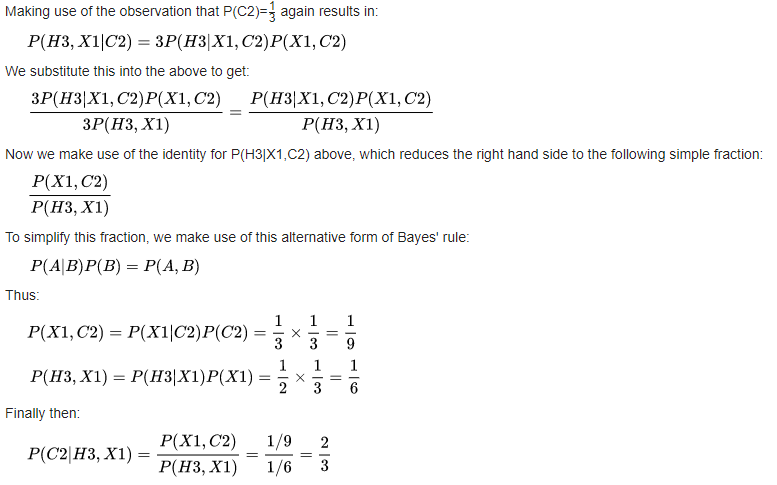 Making use of the observation that P(C2)=1/3 again results in:
P(H3, X1|C2) = 3P(H3|X1, C2)P(X1, C2)
We substitute this into the above to get:
3P(H3|X1, C2)P(X1, C2) / 3P(H3, X1) = P(H3|X1, C2)P(X1, C2) / P(H3, X1)
Now we make use of the identity for P(H3|X1,C2) above, which reduces the right hand side to the following simple fraction:
P(X1, C2) / P(H3, X1)
To simplify this fraction, we make use of this alternative form of Bayes' rule:
P(A|B)P(B) = P(A, B)
Thus:
P(X1, C2) = P(X1|C2)P(C2) = 1/3 × 1/3 = 1/9
P(H3, X1) = P(H3|X1)P(X1) = 1/2 × 1/3 = 1/6
Finally then:
P(C2|H3, X1) = P(X1, C2) / P(H3, X1) = 1/9 / 1/6 = 2/3